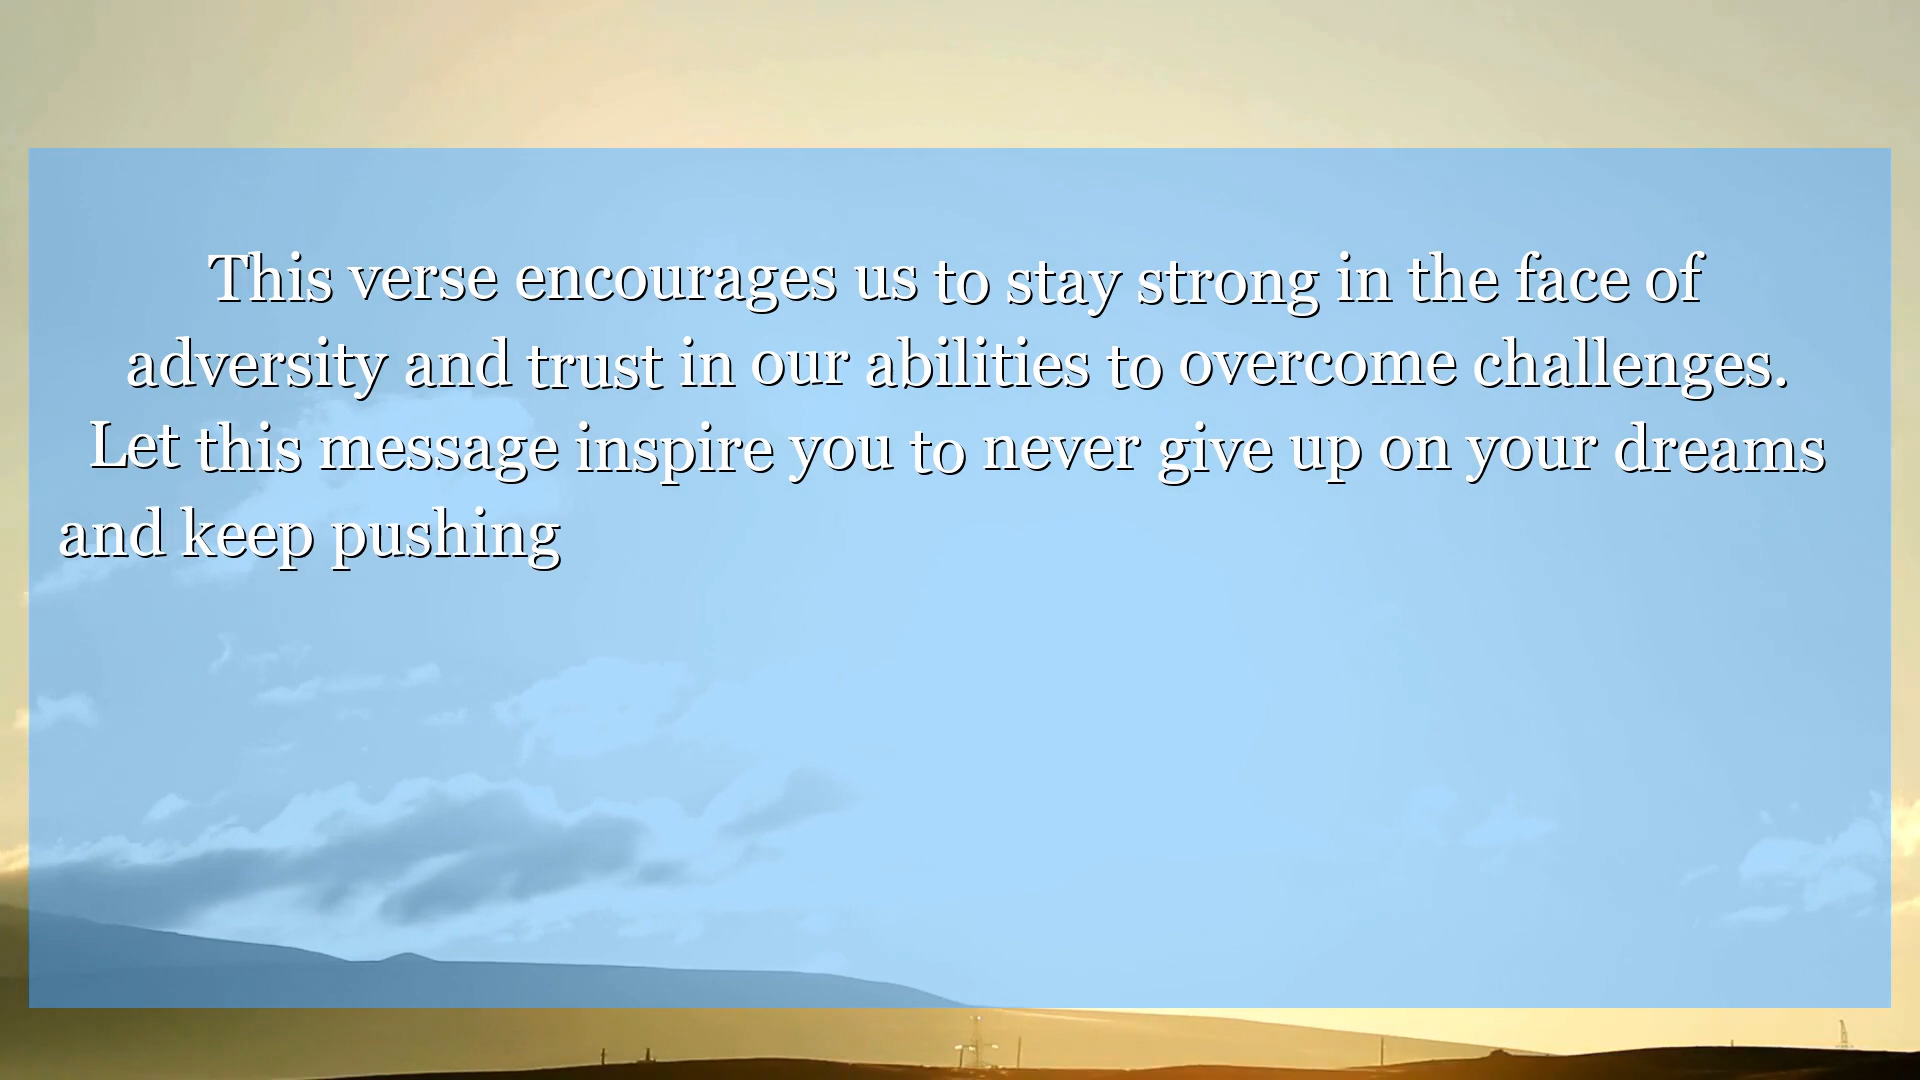 This verse encourages us to stay strong in the face of
adversity and trust in our abilities to overcome challenges.
Let this message inspire you to never give up on your dreams
and keep pushing